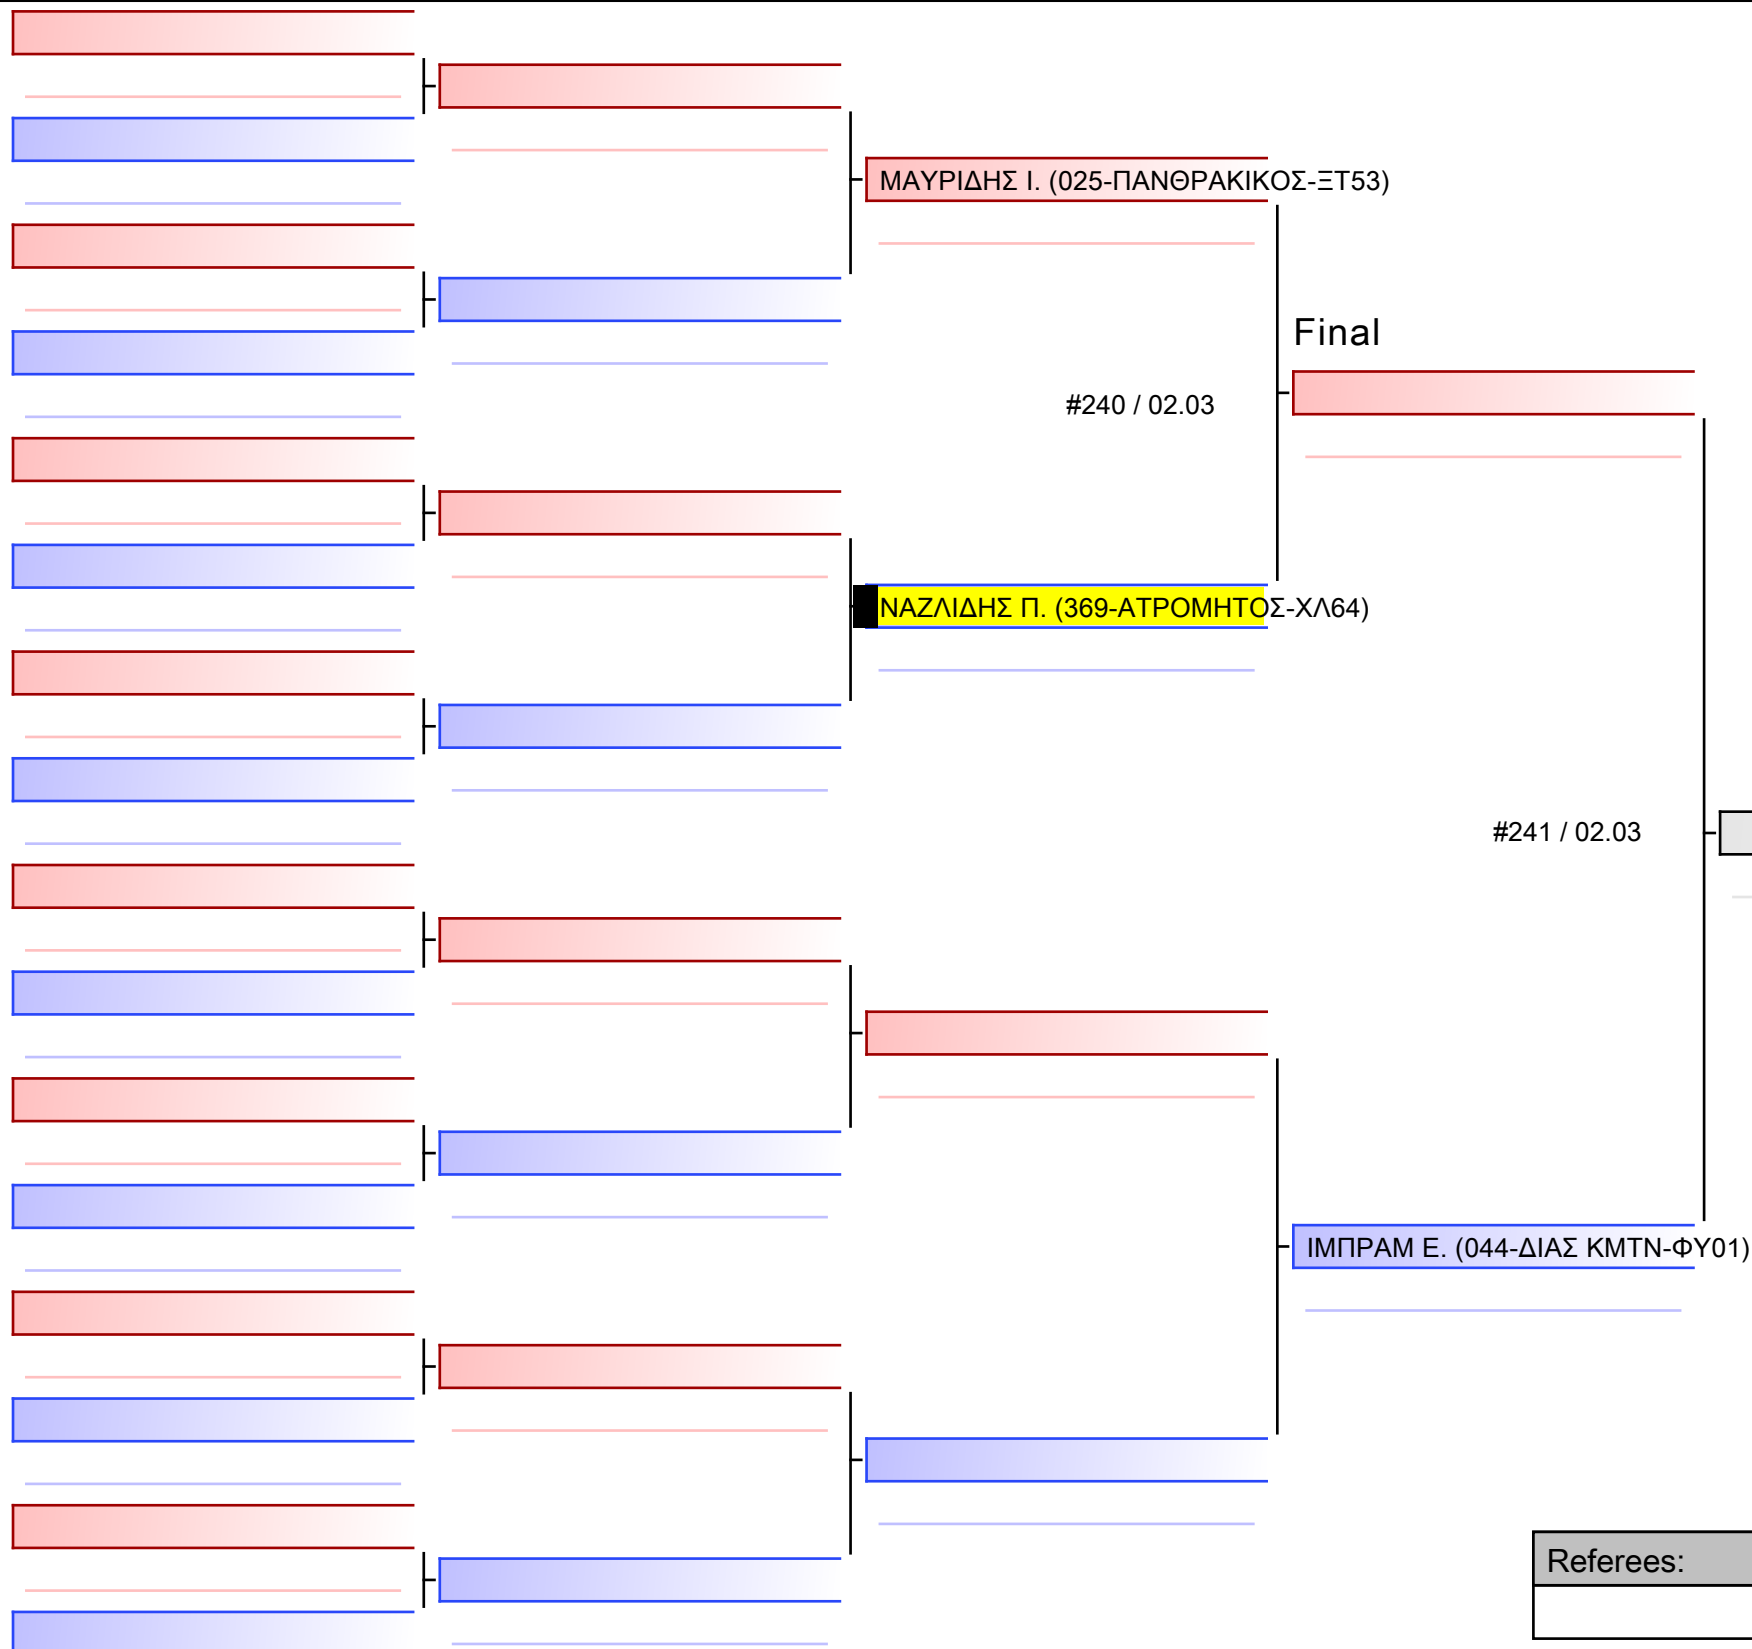 ΜΑΥΡΙΔΗΣ Ι. (025-ΠΑΝΘΡΑΚΙΚΟΣ-ΞΤ53)
Final
#240 / 02.03
ΝΑΖΛΙΔΗΣ Π. (369-ΑΤΡΟΜΗΤΟΣ-ΧΛ64)
#241 / 02.03
ΙΜΠΡΑΜ Ε. (044-ΔΙΑΣ ΚΜΤΝ-ΦΥ01)
Referees: